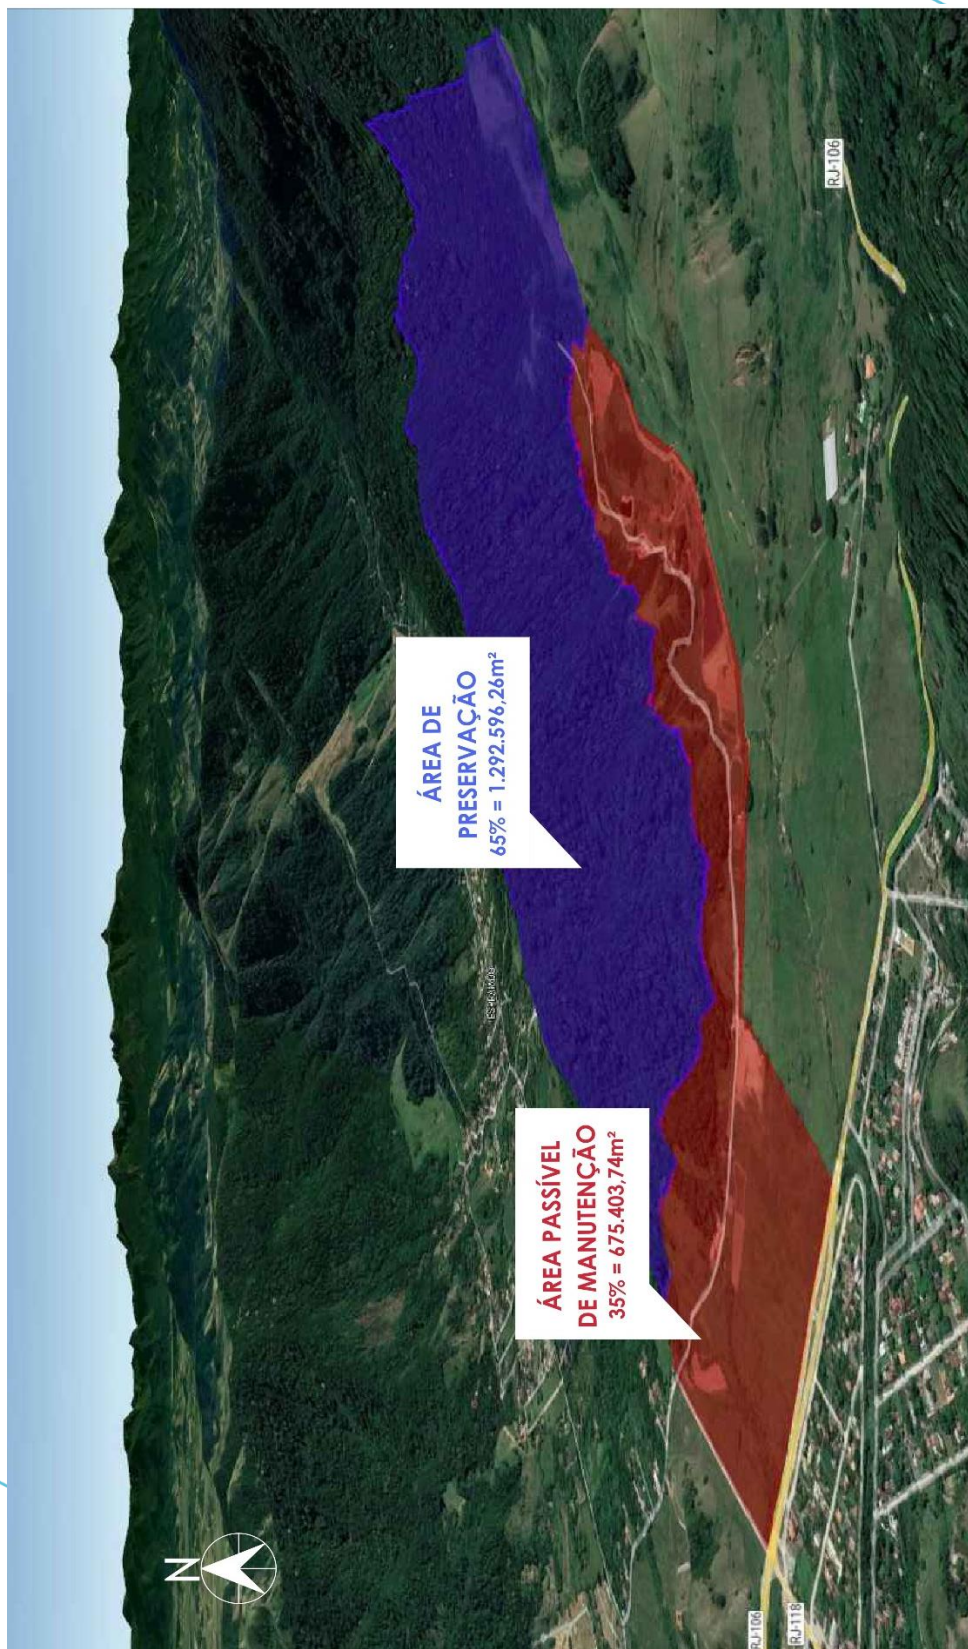 ÁREA DE
PRESERVAÇÃO
65% = 1.292.596,26m²
ÁREA PASSÍVEL
DE MANUTENÇÃO
35% = 675.403,74m²
N
RJ-106
RJ-106
RJ-118